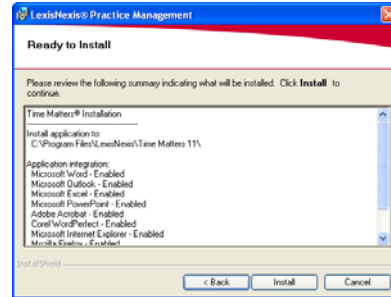 LexisNexis® Practice Management
Ready to Install
Please review the following summary indicating what will be installed. Click Install to
continue.
Time Matters® Installation
--------------------------------------------
Install application to:
C:\Program Files\LexisNexis\Time Matters 11\
Application integration:
Microsoft Word - Enabled
Microsoft Outlook - Enabled
Microsoft Excel - Enabled
Microsoft PowerPoint - Enabled
Adobe Acrobat - Enabled
Corel WordPerfect - Enabled
Microsoft Internet Explorer - Enabled
Mozilla Firefox - Enabled
InstallShield
< Back Install Cancel